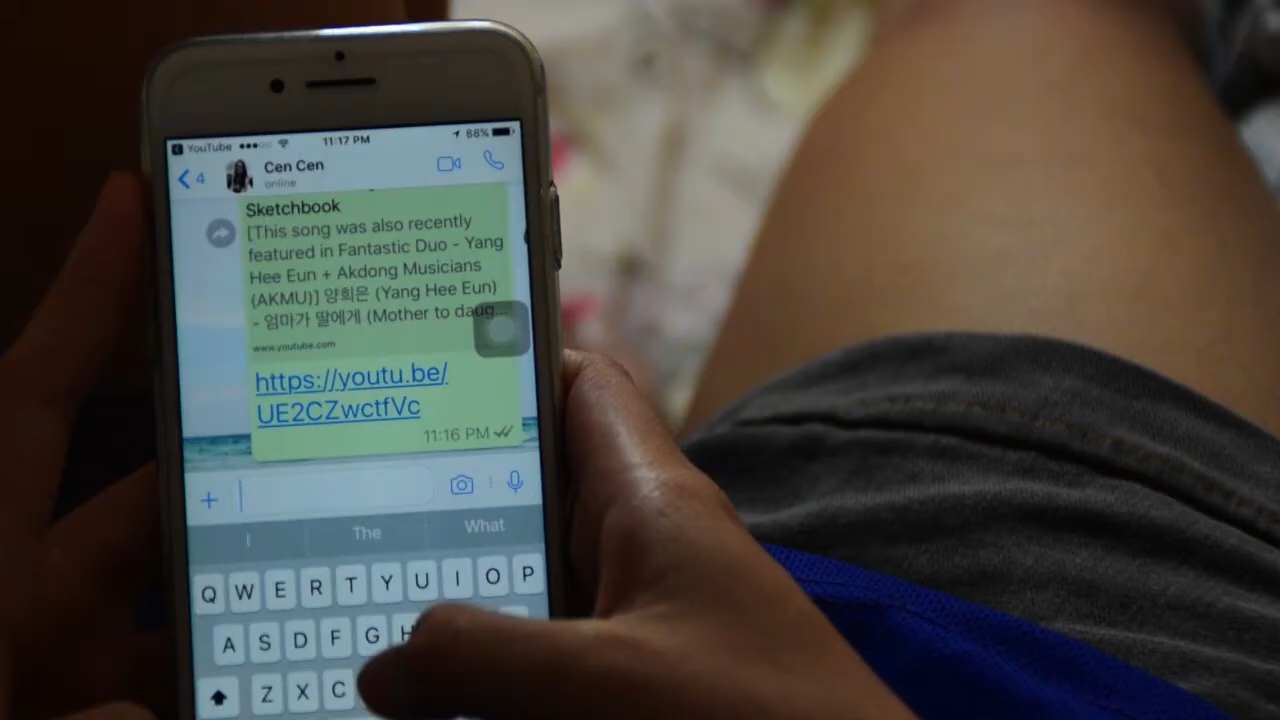 YouTube 11:17 PM 88%
4 Cen Cen
online
Sketchbook
[This song was also recently
featured in Fantastic Duo - Yang
Hee Eun + Akdong Musicians
(AKMU)] 양희은 (Yang Hee Eun)
- 엄마가 딸에게 (Mother to daug...
www.youtube.com
https://youtu.be/
UE2CZwctfVc
11:16 PM
I The What
Q W E R T Y U I O P
A S D F G H
Z X C